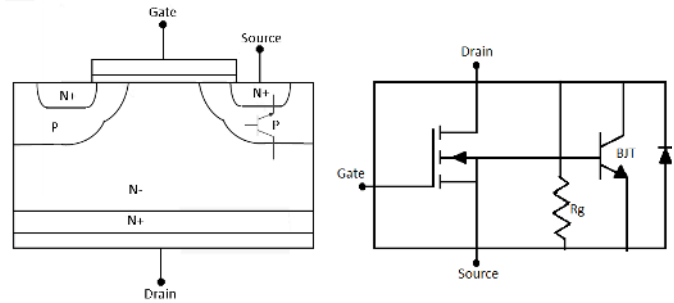 Gate
Source
N+
N+
P
P
N-
N+
Drain
Drain
Gate
BJT
Rg
Source